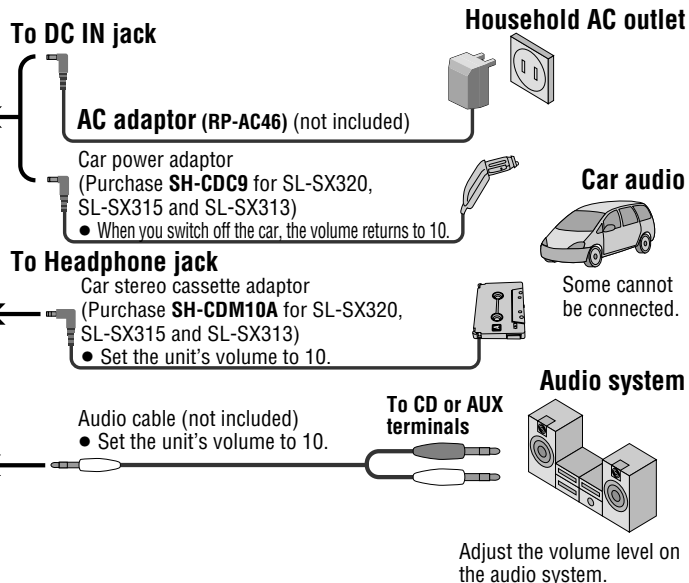 Household AC outlet
To DC IN jack
AC adaptor (RP-AC46) (not included)
Car power adaptor
(Purchase SH-CDC9 for SL-SX320,
SL-SX315 and SL-SX313)
● When you switch off the car, the volume returns to 10.
Car audio
Some cannot
be connected.
To Headphone jack
Car stereo cassette adaptor
(Purchase SH-CDM10A for SL-SX320,
SL-SX315 and SL-SX313)
● Set the unit's volume to 10.
Audio system
To CD or AUX
terminals
Audio cable (not included)
● Set the unit's volume to 10.
Adjust the volume level on
the audio system.